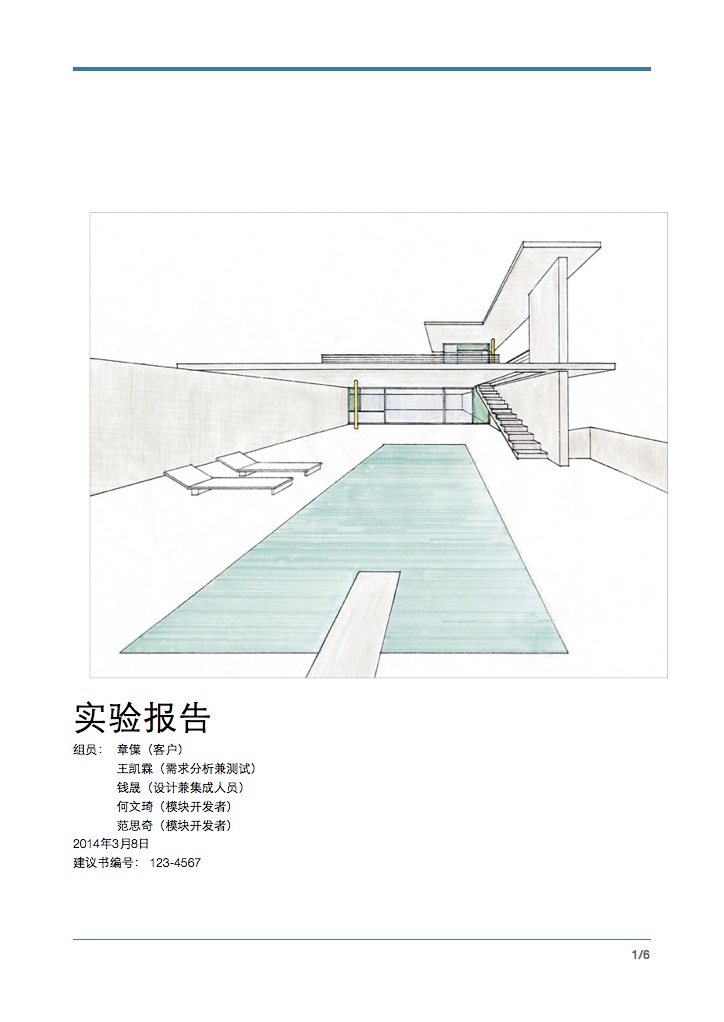 实验报告
组员： 章偞（客户）
王凯霖（需求分析兼测试）
钱晟（设计兼集成人员）
何文琦（模块开发者）
范思奇（模块开发者）
2014年3月8日
建议书编号： 123-4567
1/6